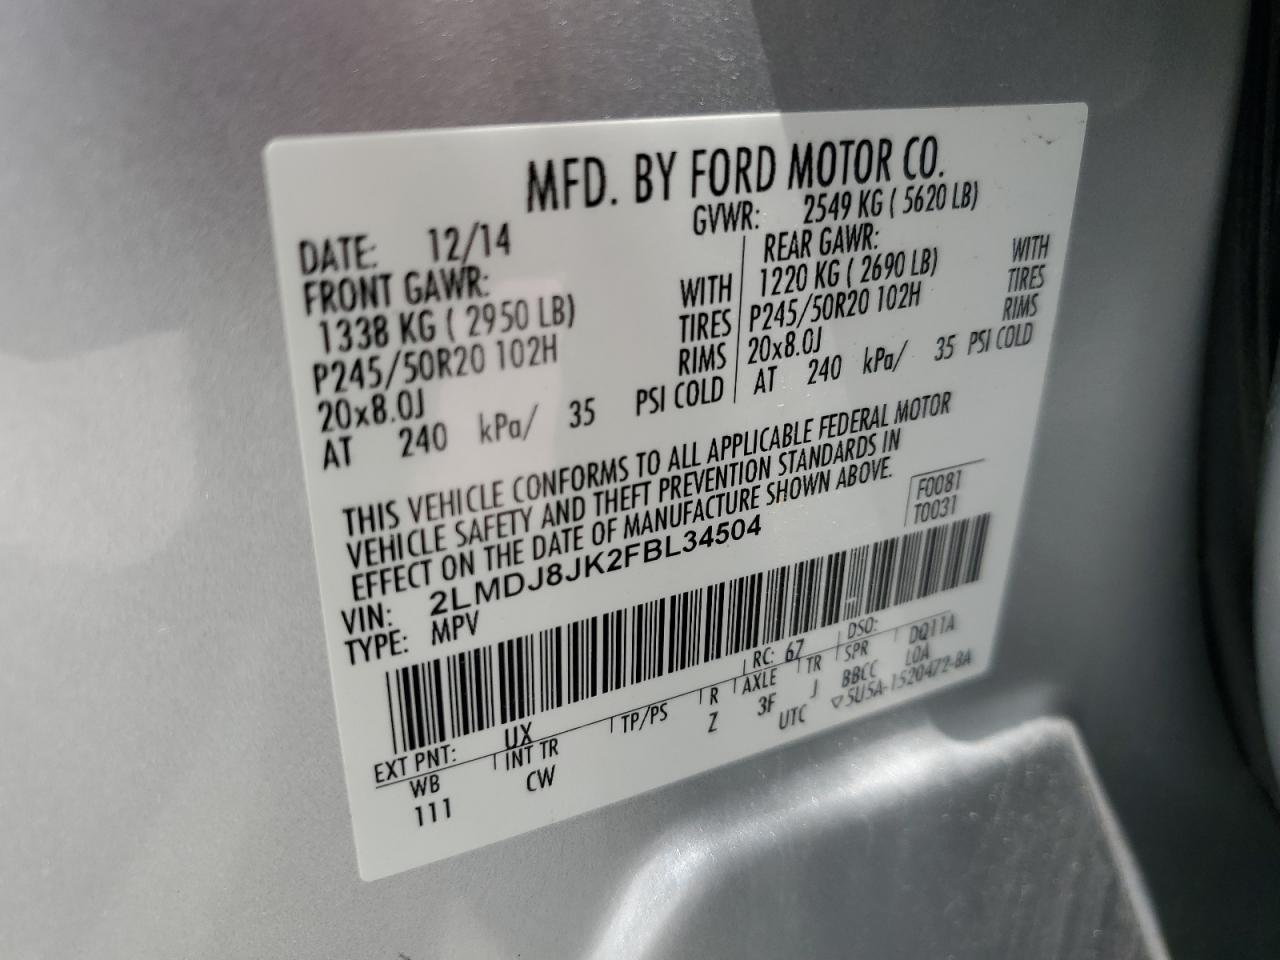 MFD. BY FORD MOTOR CO.
DATE: 12/14
GVWR: 2549 KG ( 5620 LB)
FRONT GAWR:
1338 KG ( 2950 LB) WITH
P245/50R20 102H TIRES
20x8.0J RIMS
AT 240 kPa/ 35 PSI COLD
REAR GAWR:
1220 KG ( 2690 LB) WITH
P245/50R20 102H TIRES
20x8.0J RIMS
AT 240 kPa/ 35 PSI COLD
THIS VEHICLE CONFORMS TO ALL APPLICABLE FEDERAL MOTOR
VEHICLE SAFETY AND THEFT PREVENTION STANDARDS IN
EFFECT ON THE DATE OF MANUFACTURE SHOWN ABOVE.
F0081
T0031
VIN: 2LMDJ8JK2FBL34504
TYPE: MPV
EXT PNT: UX RC: 67 DSO:
WB INT TR TP/PS R AXLE TR SPR DQ11A
111 CW Z 3F J BBCC LOA
UTC ▽5U5A-1520472-BA